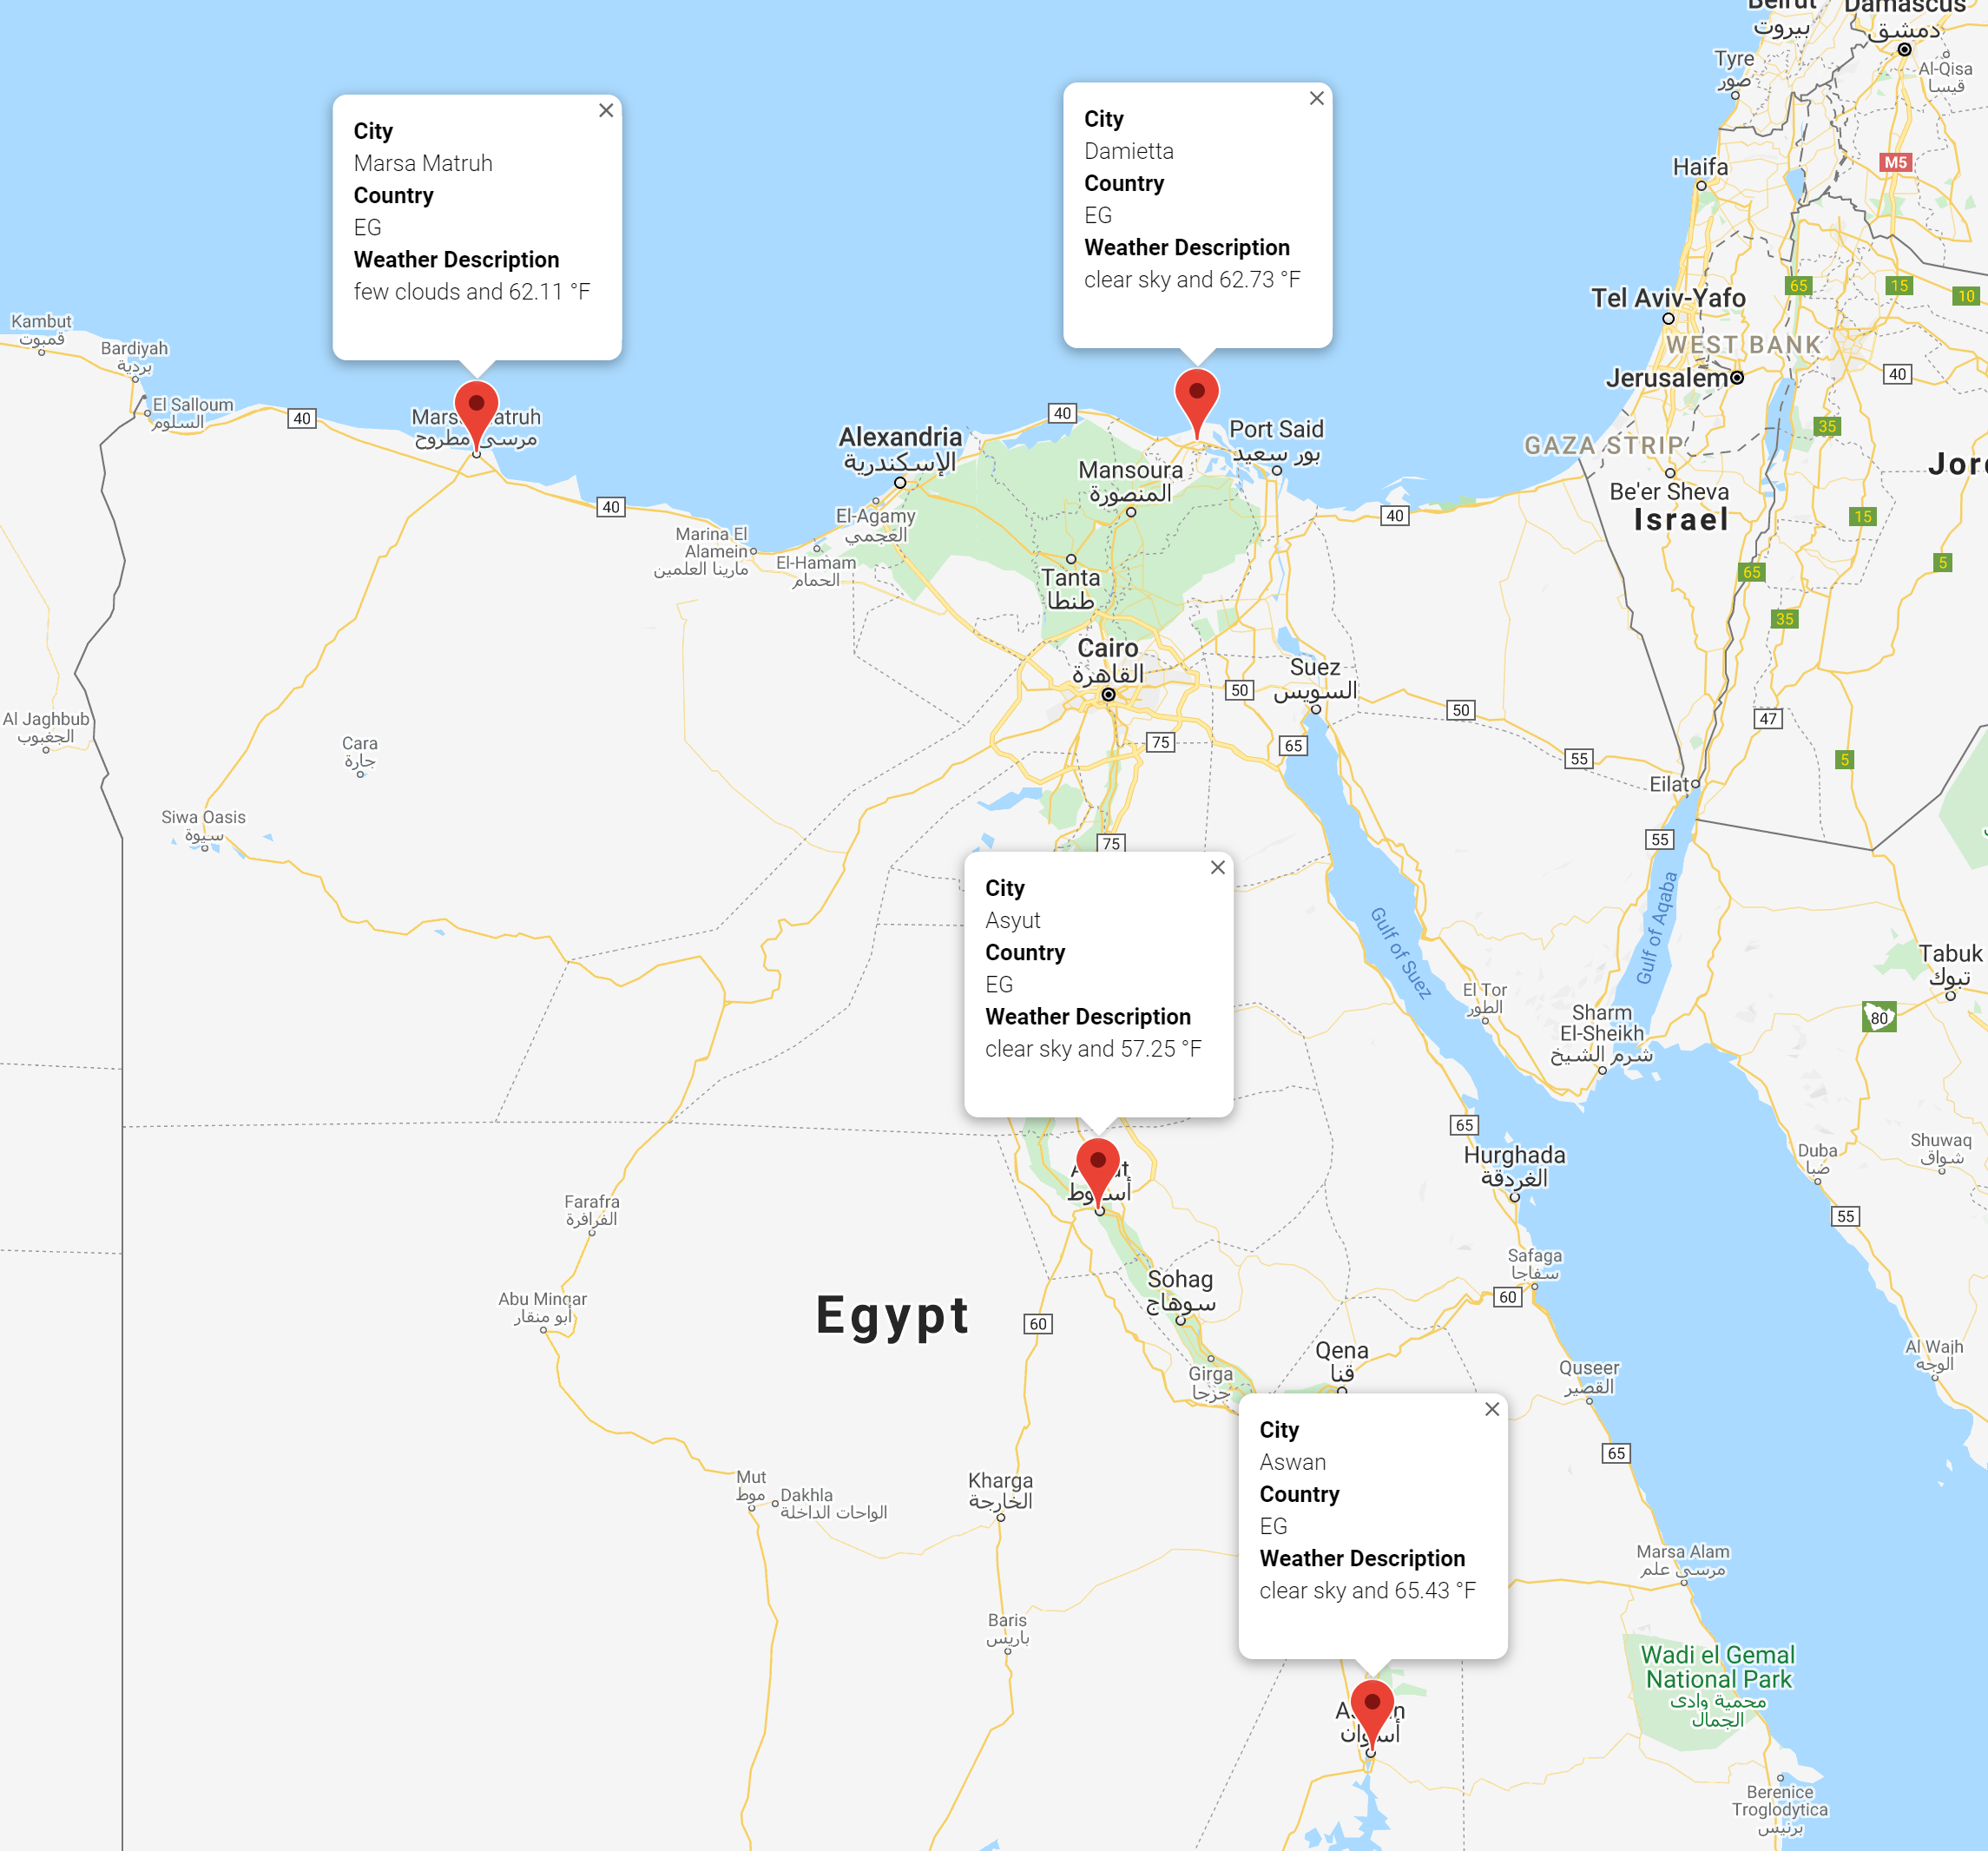 Beirut
بيروت
Damascus
دمشق
Tyre
صور
Al-Qisa
قيسا
City
Marsa Matruh
Country
EG
Weather Description
few clouds and 62.11 °F
City
Damietta
Country
EG
Weather Description
clear sky and 62.73 °F
M5
Haifa
65
15
10
Tel Aviv-Yafo
WEST BANK
Jerusalem
40
Kambut
قمبوت
Bardiyah
بردية
El Salloum
السلوم
40
مرسى مطروح
40
Alexandria
الإسكندرية
40
Mansoura
المنصورة
Port Said
بور سعيد
GAZA STRIP
35
Be'er Sheva
Israel
15
40
El-Agamy
العجمي
Marina El
Alamein
مارينا العلمين
El-Hamam
الحمام
Tanta
طنطا
65
5
35
Cairo
القاهرة
Suez
السويس
50
50
47
75
65
55
5
Al Jaghbub
الجغبوب
Cara
جارة
Eilat
Siwa Oasis
سيوة
75
55
City
Asyut
Country
EG
Weather Description
clear sky and 57.25 °F
Gulf of Suez
Gulf of Aqaba
Tabuk
تبوك
El Tor
الطور
Sharm
El-Sheikh
شرم الشيخ
80
65
Hurghada
الغردقة
Duba
ضبا
Shuwaq
شواق
55
Farafra
الفرافرة
Safaga
سفاجا
Abu Minqar
أبو منقار
Egypt
60
Sohag
سوهاج
60
Girga
جرجا
Qena
قنا
Quseer
القصير
Al Wajh
الوجه
65
City
Aswan
Country
EG
Weather Description
clear sky and 65.43 °F
Mut
موط
Dakhla
الواحات الداخلة
Kharga
الخارجة
Marsa Alam
مرسى علم
Baris
باريس
Wadi el Gemal
National Park
محمية وادى
الجمال
أسوان
Berenice
Troglodytica
برنيس